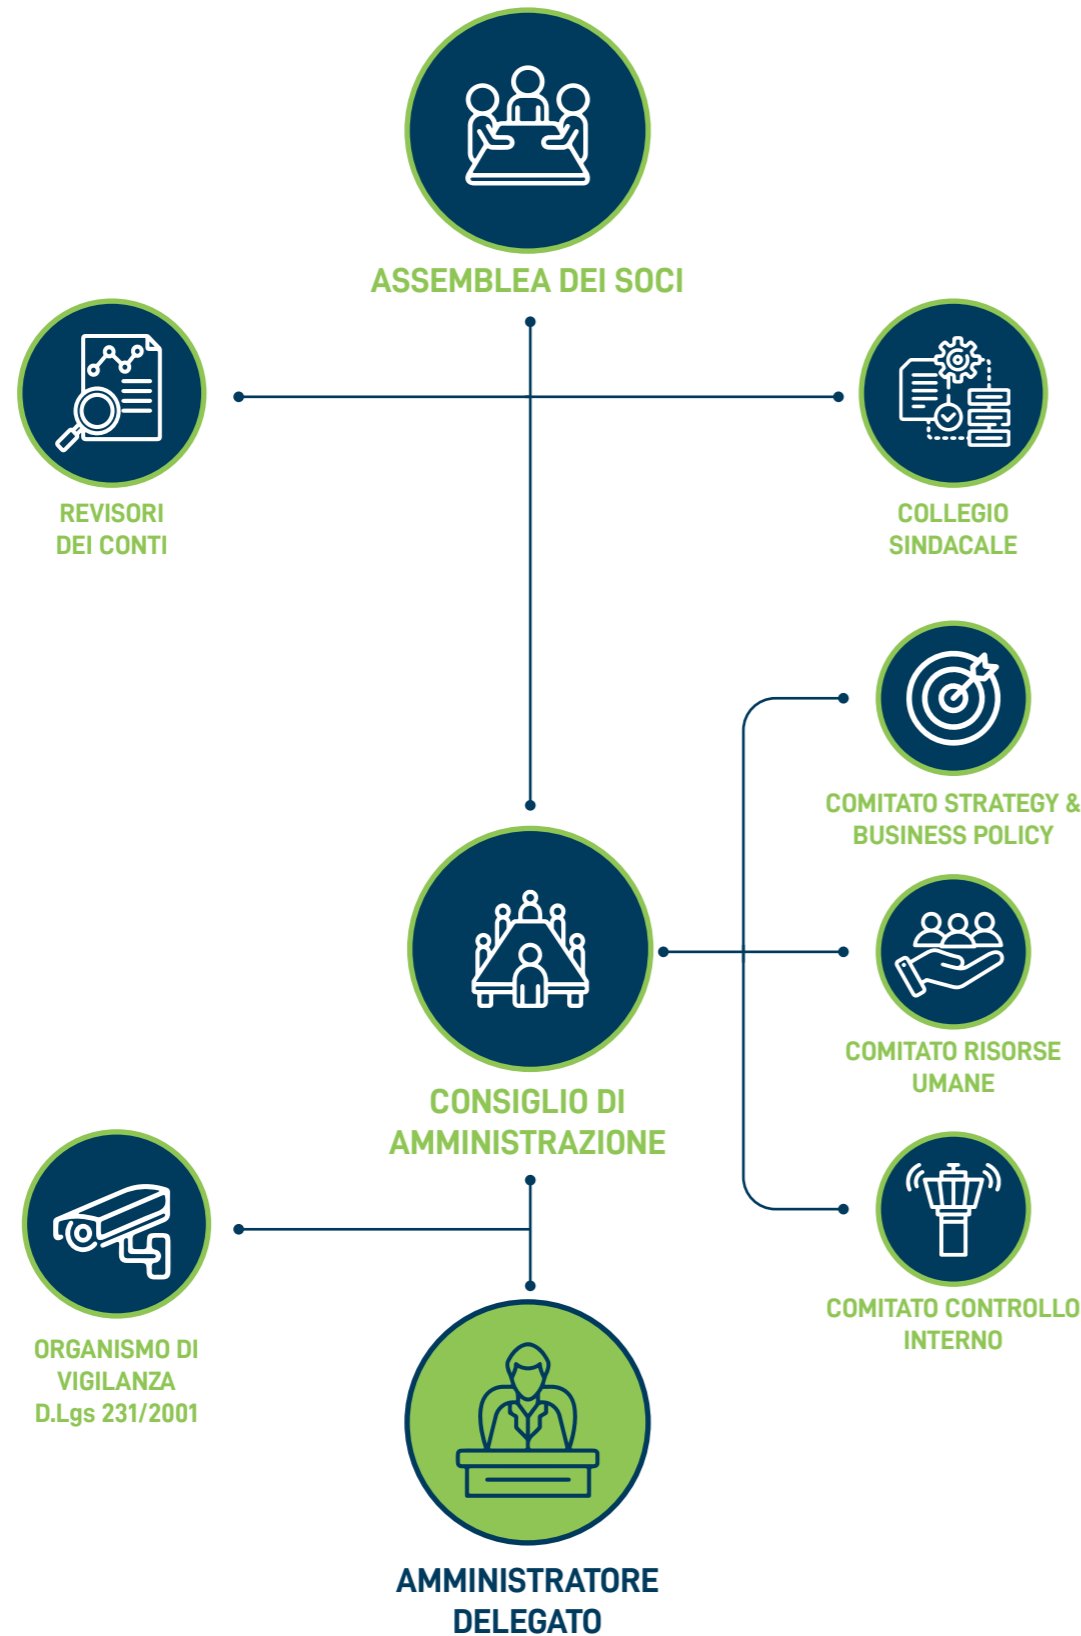 ASSEMBLEA DEI SOCI
REVISORI
DEI CONTI
COLLEGIO
SINDACALE
COMITATO STRATEGY &
BUSINESS POLICY
COMITATO RISORSE
UMANE
CONSIGLIO DI
AMMINISTRAZIONE
COMITATO CONTROLLO
INTERNO
ORGANISMO DI
VIGILANZA
D.Lgs 231/2001
AMMINISTRATORE
DELEGATO